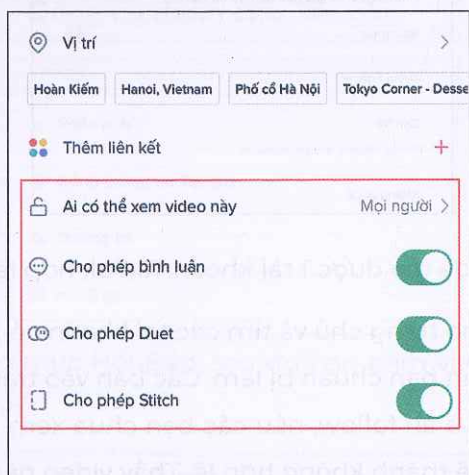 Vị trí
Hoàn Kiếm Hanoi, Vietnam Phố cổ Hà Nội Tokyo Corner - Desse
Thêm liên kết
Ai có thể xem video này Mọi người
Cho phép bình luận
Cho phép Duet
Cho phép Stitch